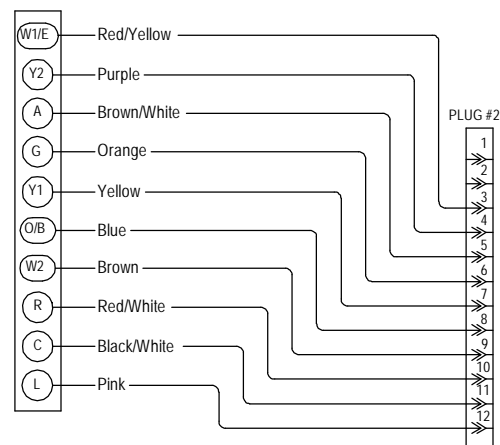 W1/E Red/Yellow
Y2 Purple
A Brown/White
PLUG #2
G Orange
1
Y1 Yellow
2
O/B Blue
3
W2 Brown
4
R Red/White
5
C Black/White
6
L Pink
7
8
9
10
11
12